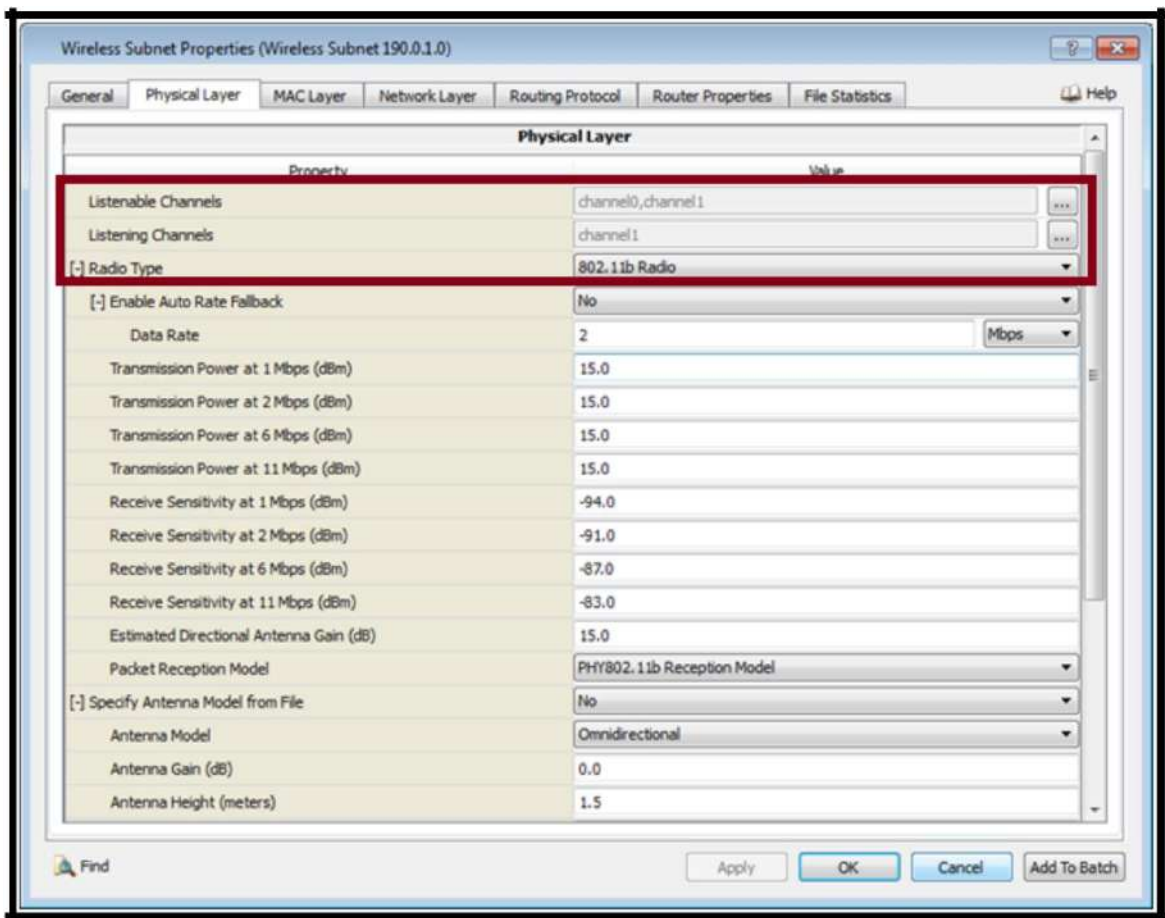 Wireless Subnet Properties (Wireless Subnet 190.0.1.0)
General Physical Layer MAC Layer Network Layer Routing Protocol Router Properties File Statistics Help
Physical Layer
Property Value
Listenable Channels channel0,channel1 ...
Listening Channels channel1 ...
[-] Radio Type 802.11b Radio
[-] Enable Auto Rate Fallback No
Data Rate 2 Mbps
Transmission Power at 1 Mbps (dBm) 15.0
Transmission Power at 2 Mbps (dBm) 15.0
Transmission Power at 6 Mbps (dBm) 15.0
Transmission Power at 11 Mbps (dBm) 15.0
Receive Sensitivity at 1 Mbps (dBm) -94.0
Receive Sensitivity at 2 Mbps (dBm) -91.0
Receive Sensitivity at 6 Mbps (dBm) -87.0
Receive Sensitivity at 11 Mbps (dBm) -83.0
Estimated Directional Antenna Gain (dB) 15.0
Packet Reception Model PHY802.11b Reception Model
[-] Specify Antenna Model from File No
Antenna Model Omnidirectional
Antenna Gain (dB) 0.0
Antenna Height (meters) 1.5
Find Apply OK Cancel Add To Batch